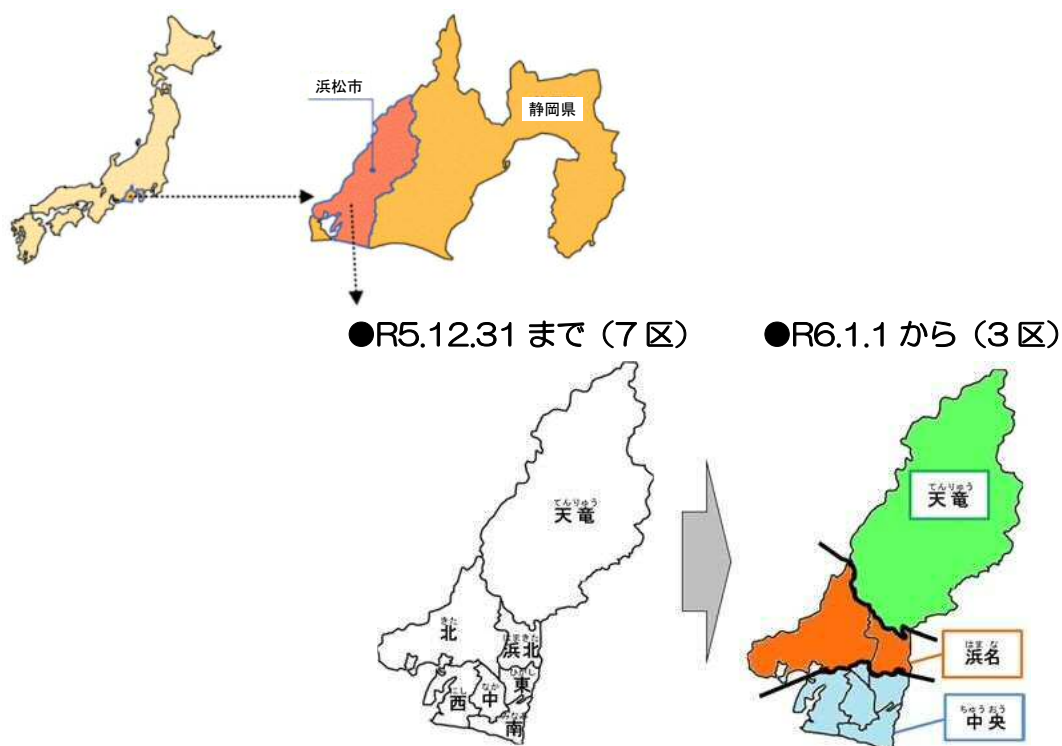 浜松市
静岡県
●R5.12.31 まで（7 区）
●R6.1.1 から（3 区）
てんりゅう
天竜
きた
北
はまきた
浜北
ひがし
東
にし
西
なか
中
みなみ
南
てんりゅう
天竜
はまな
浜名
ちゅうおう
中央